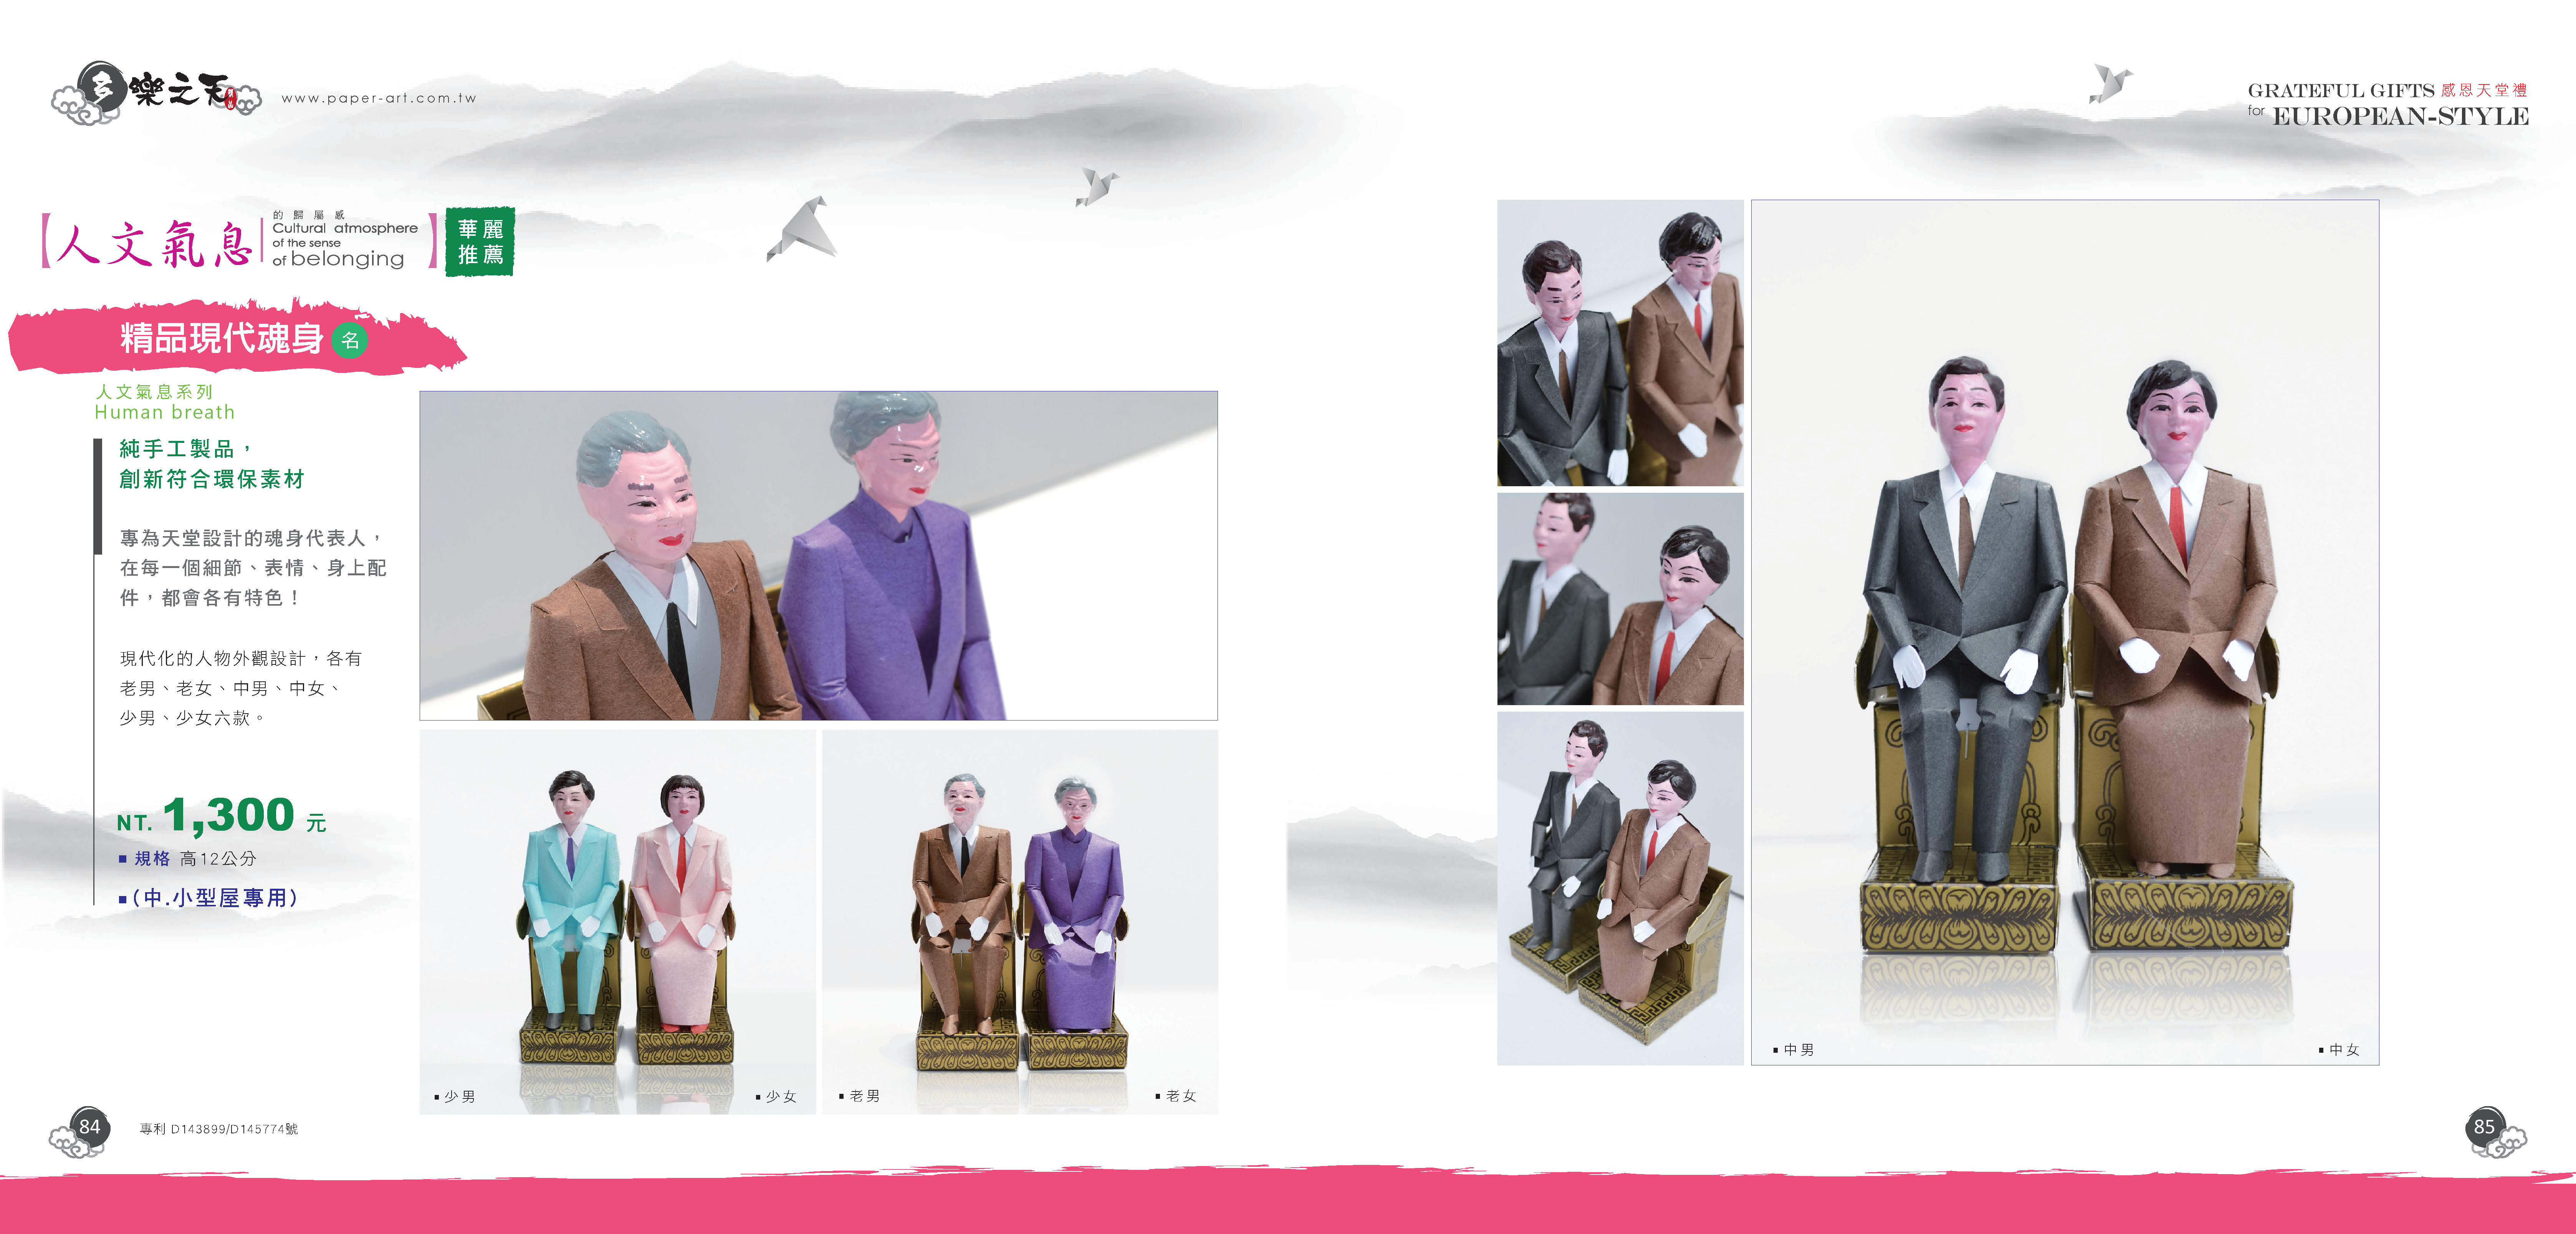 多樂之天
www.paper-art.com.tw
GRATEFUL GIFTS 感恩天堂禮
for EUROPEAN-STYLE
人文氣息
的歸屬感
Cultural atmosphere
of the sense
of belonging
華麗
推薦
精品現代魂身 名
人文氣息系列
Human breath
純手工製品，
創新符合環保素材
專為天堂設計的魂身代表人，
在每一個細節、表情、身上配
件，都會各有特色！
現代化的人物外觀設計，各有
老男、老女、中男、中女、
少男、少女六款。
NT. 1,300 元
▪ 規格 高12公分
▪ (中.小型屋專用)
▪ 少男
▪ 少女
▪ 老男
▪ 老女
▪ 中男
▪ 中女
84
專利 D143899/D145774號
85